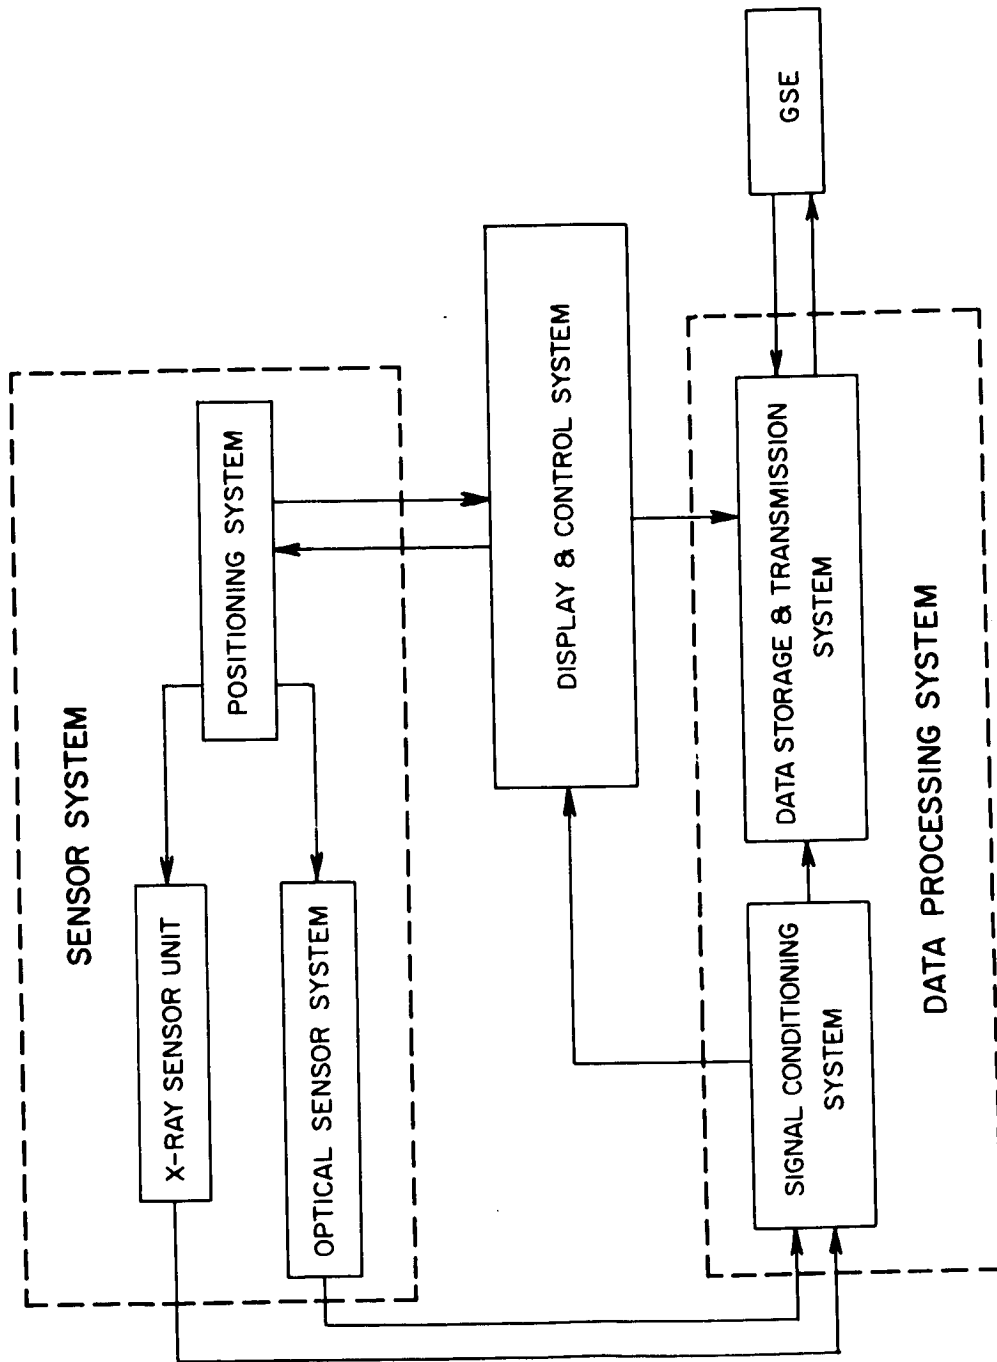 SENSOR SYSTEM
X-RAY SENSOR UNIT
OPTICAL SENSOR SYSTEM
POSITIONING SYSTEM
DISPLAY & CONTROL SYSTEM
SIGNAL CONDITIONING
SYSTEM
DATA STORAGE & TRANSMISSION
SYSTEM
GSE
DATA PROCESSING SYSTEM